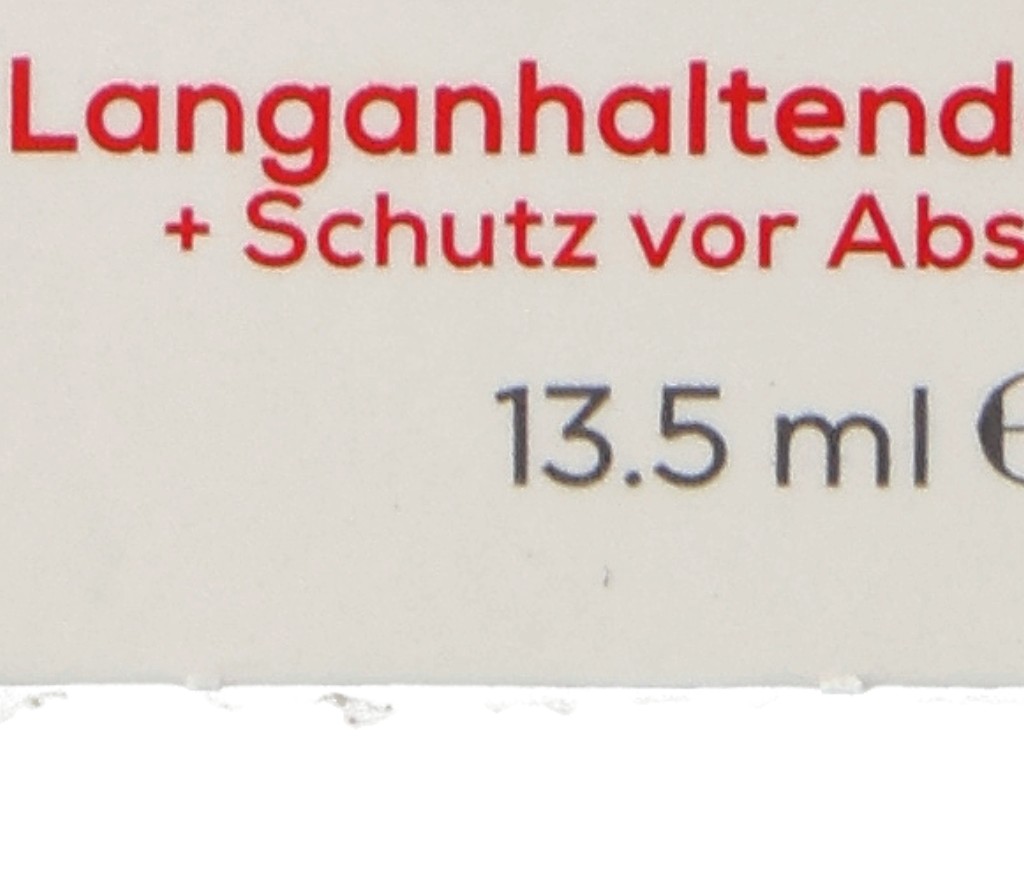 Langanhaltend
+ Schutz vor Abs
13.5 ml ℮